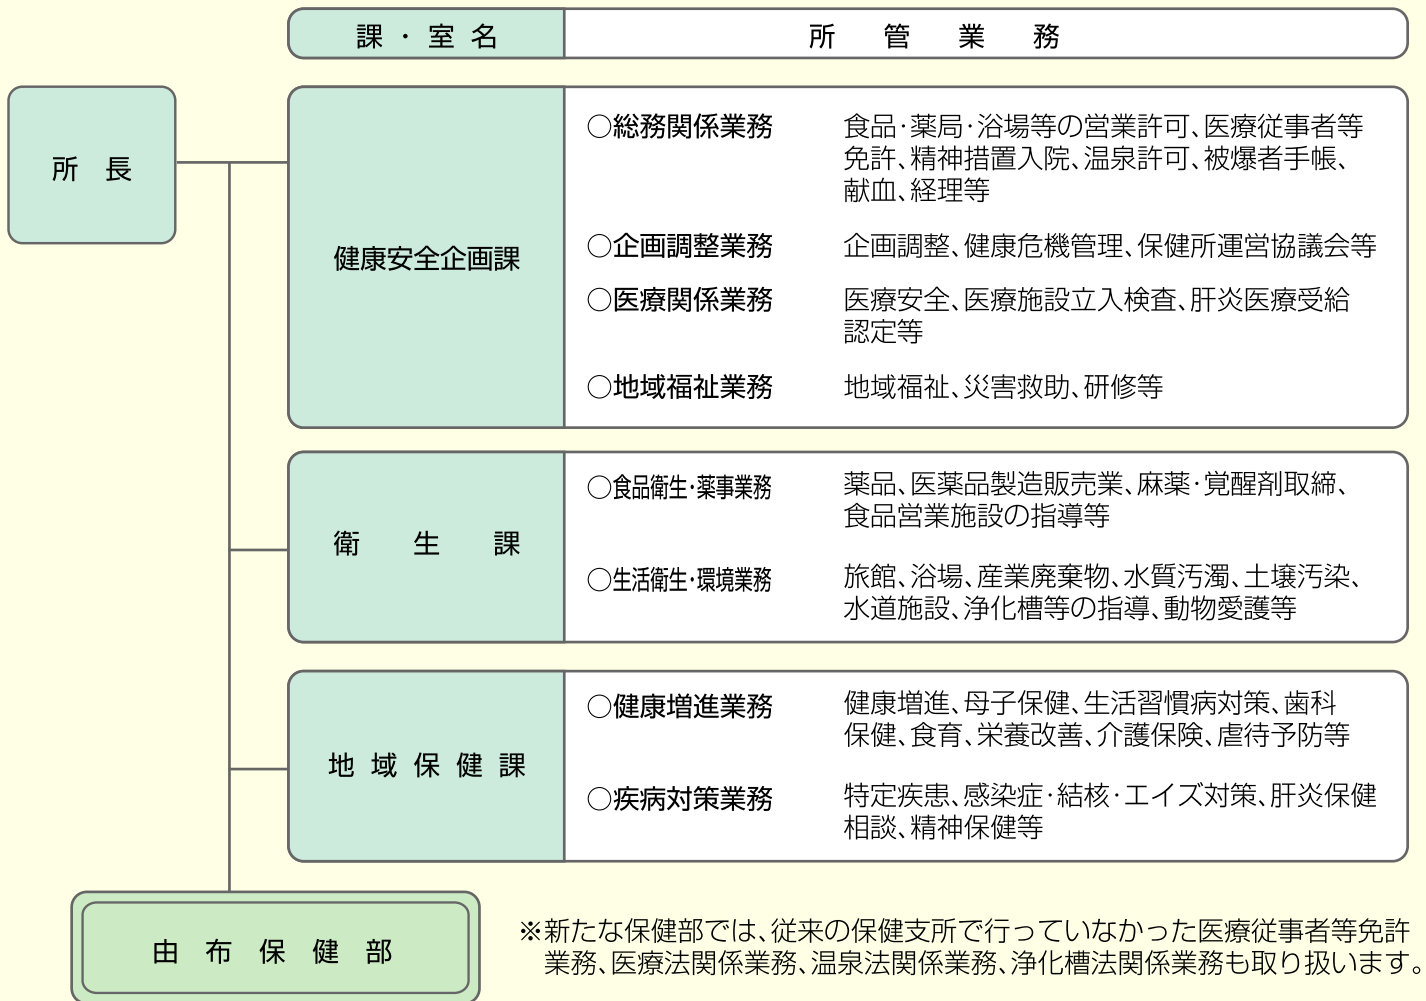 課・室名　所管業務
所長
健康安全企画課
○総務関係業務　食品・薬局・浴場等の営業許可、医療従事者等
免許、精神措置入院、温泉許可、被爆者手帳、
献血、経理等
○企画調整業務　企画調整、健康危機管理、保健所運営協議会等
○医療関係業務　医療安全、医療施設立入検査、肝炎医療受給
認定等
○地域福祉業務　地域福祉、災害救助、研修等
衛生課
○食品衛生・薬事業務　薬品、医薬品製造販売業、麻薬・覚醒剤取締、
食品営業施設の指導等
○生活衛生・環境業務　旅館、浴場、産業廃棄物、水質汚濁、土壌汚染、
水道施設、浄化槽等の指導、動物愛護等
地域保健課
○健康増進業務　健康増進、母子保健、生活習慣病対策、歯科
保健、食育、栄養改善、介護保険、虐待予防等
○疾病対策業務　特定疾患、感染症・結核・エイズ対策、肝炎保健
相談、精神保健等
由布保健部
※新たな保健部では、従来の保健支所で行っていなかった医療従事者等免許
業務、医療法関係業務、温泉法関係業務、浄化槽法関係業務も取り扱います。